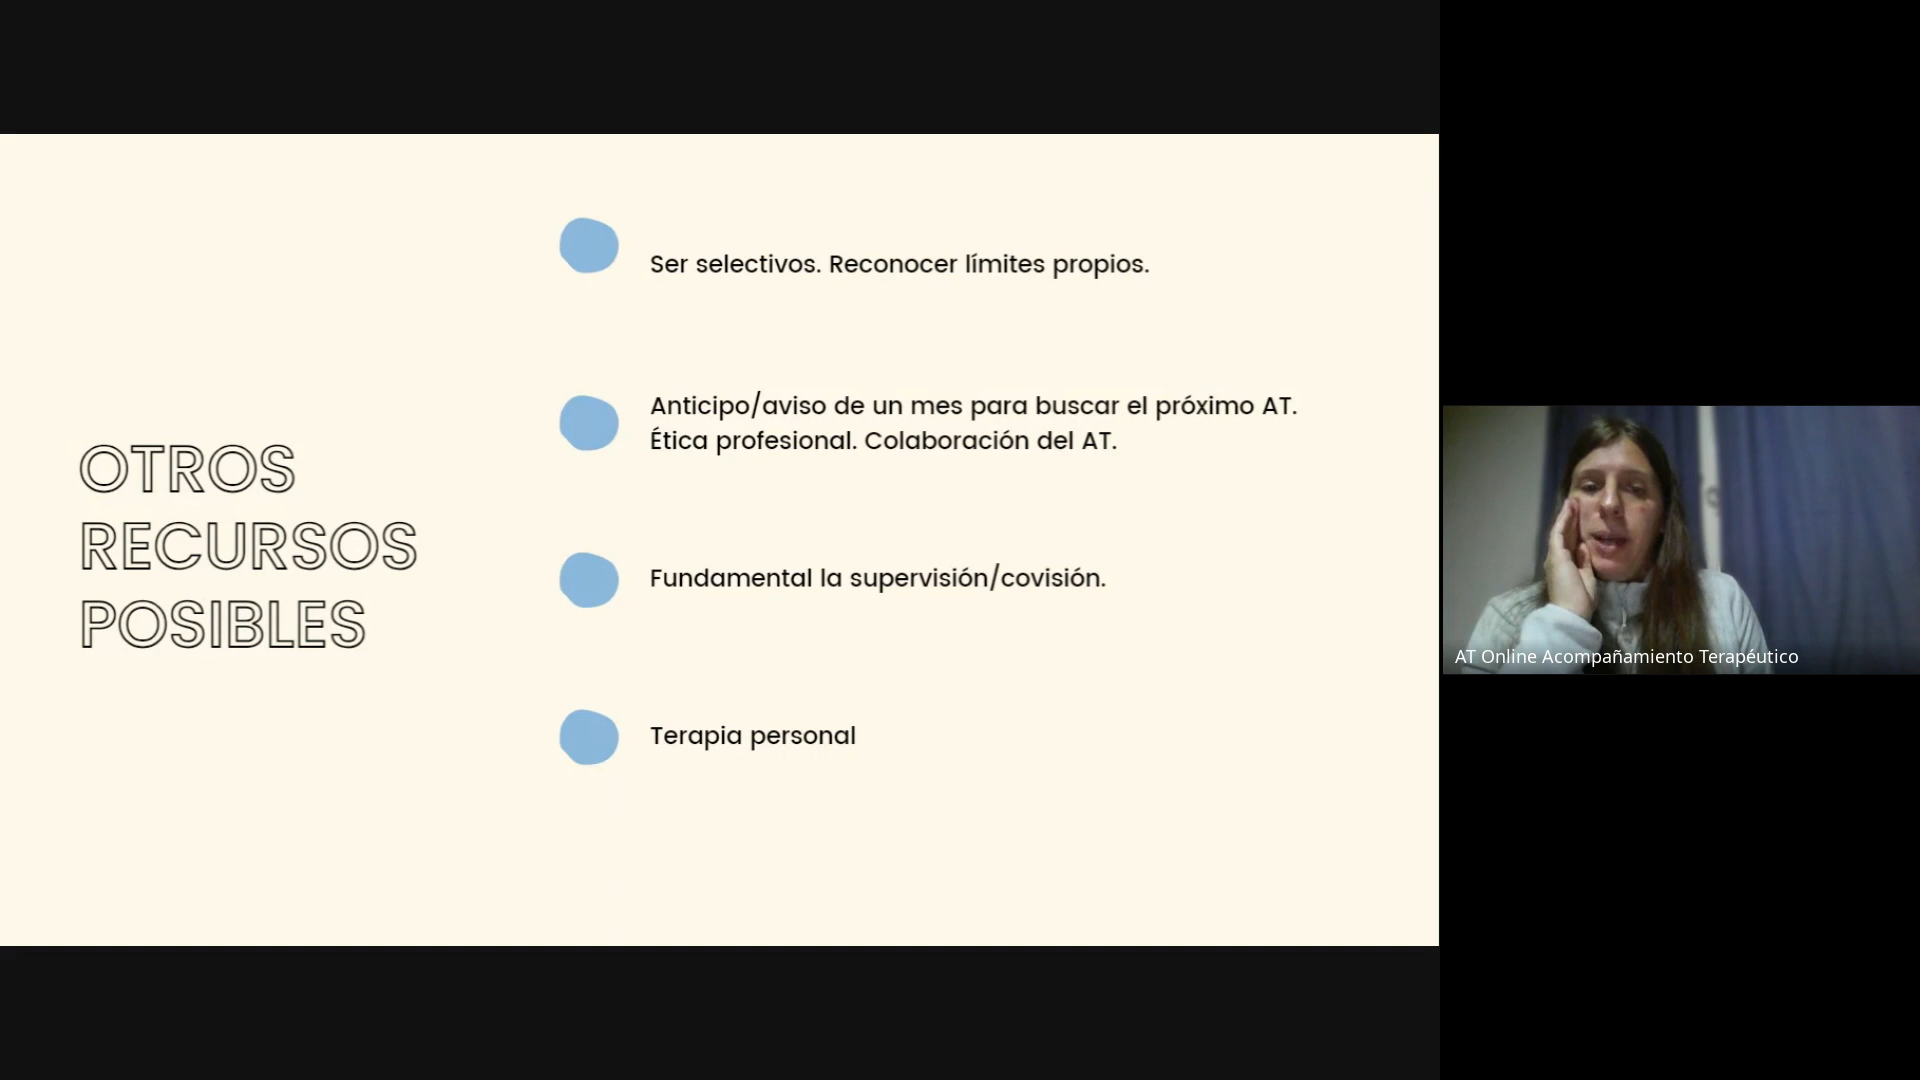 OTROS
RECURSOS
POSIBLES
Ser selectivos. Reconocer límites propios.
Anticipo/aviso de un mes para buscar el próximo AT.
Ética profesional. Colaboración del AT.
Fundamental la supervisión/covisión.
Terapia personal
AT Online Acompañamiento Terapéutico